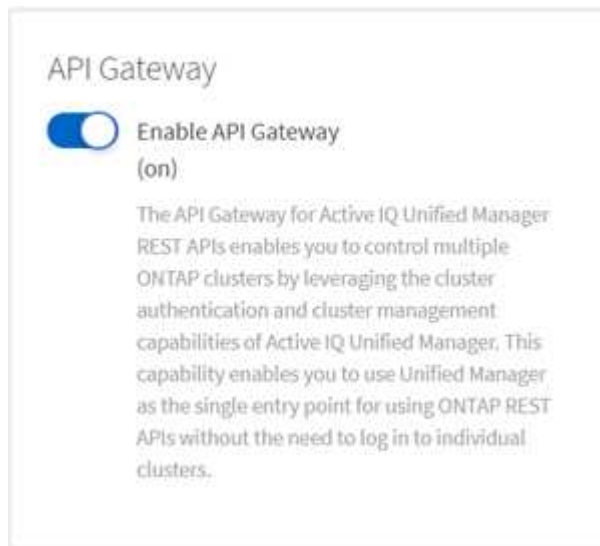 API Gateway
Enable API Gateway
(on)
The API Gateway for Active IQ Unified Manager
REST APIs enables you to control multiple
ONTAP clusters by leveraging the cluster
authentication and cluster management
capabilities of Active IQ Unified Manager. This
capability enables you to use Unified Manager
as the single entry point for using ONTAP REST
APIs without the need to log in to individual
clusters.